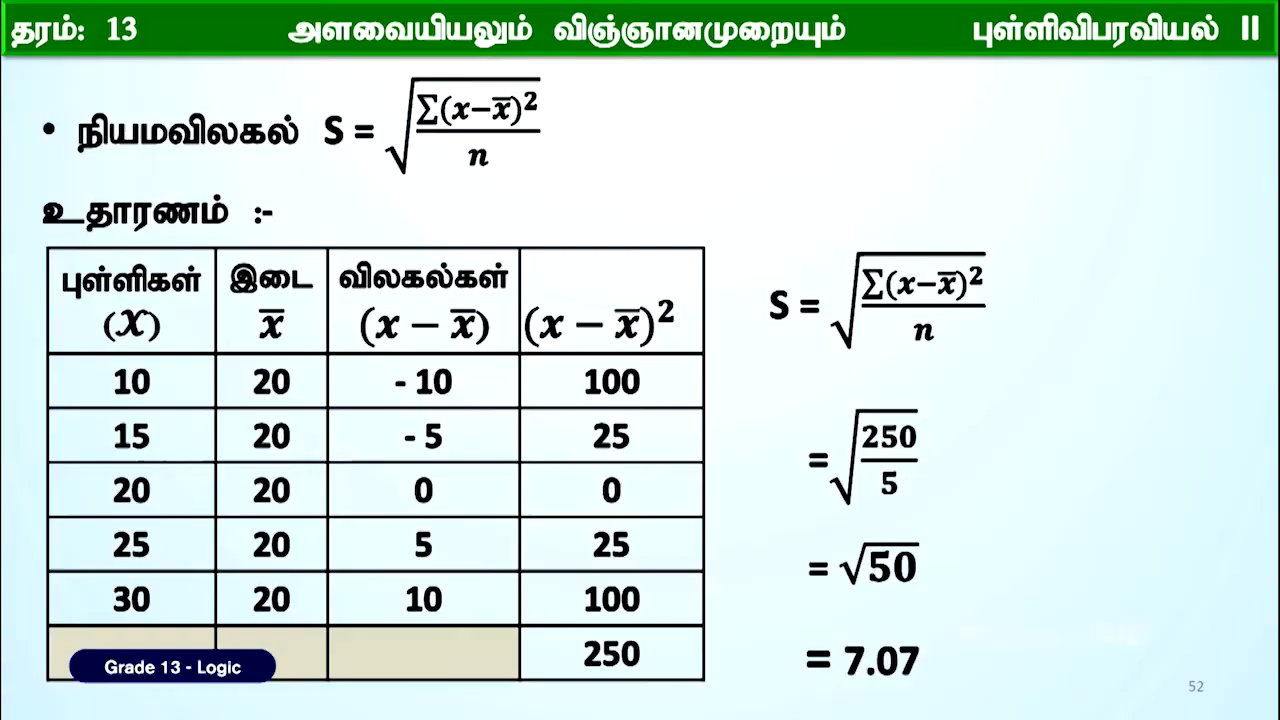 தரம்: 13 அளவையியலும் விஞ்ஞானமுறையும் புள்ளிவிபரவியல் II
• நியமவிலகல் S = √(∑(x−x̅)²/n)
உதாரணம் :-
புள்ளிகள் (X) | இடை x̅ | விலகல்கள் (x − x̅) | (x − x̅)²
10 | 20 | - 10 | 100
15 | 20 | - 5 | 25
20 | 20 | 0 | 0
25 | 20 | 5 | 25
30 | 20 | 10 | 100
250
Grade 13 - Logic
S = √(∑(x−x̅)²/n)
= √(250/5)
= √50
= 7.07
52